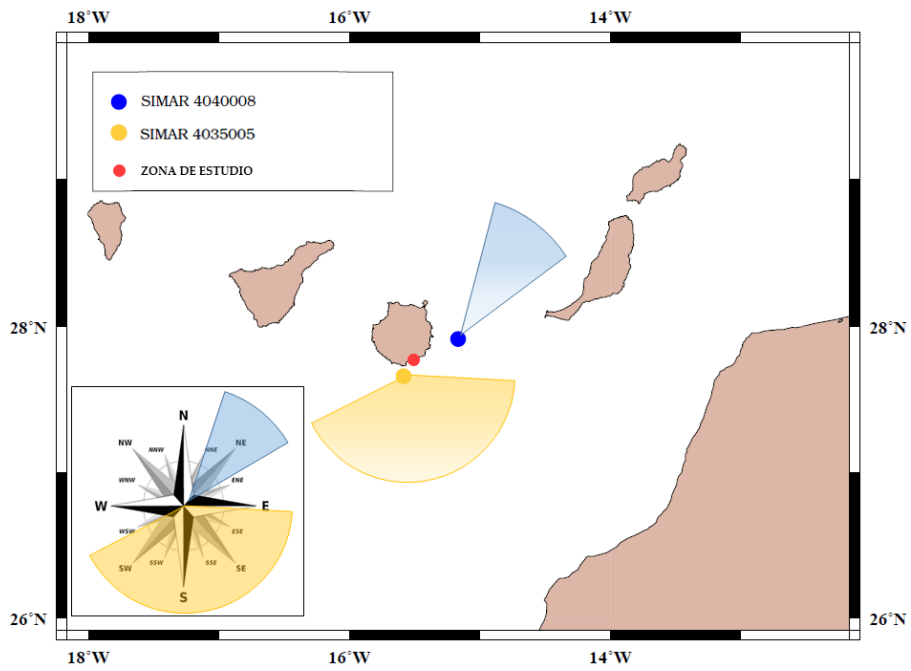 18°W 16°W 14°W
SIMAR 4040008
SIMAR 4035005
ZONA DE ESTUDIO
28°N 28°N
N
NW NNW NNE NE
WNW ENE
W E
WSW ESE
SW SSW SSE SE
S
26°N 26°N
18°W 16°W 14°W